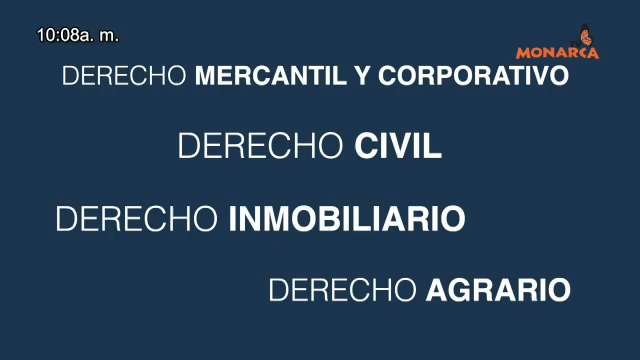 10:08a. m.
MONARCA
DERECHO MERCANTIL Y CORPORATIVO
DERECHO CIVIL
DERECHO INMOBILIARIO
DERECHO AGRARIO